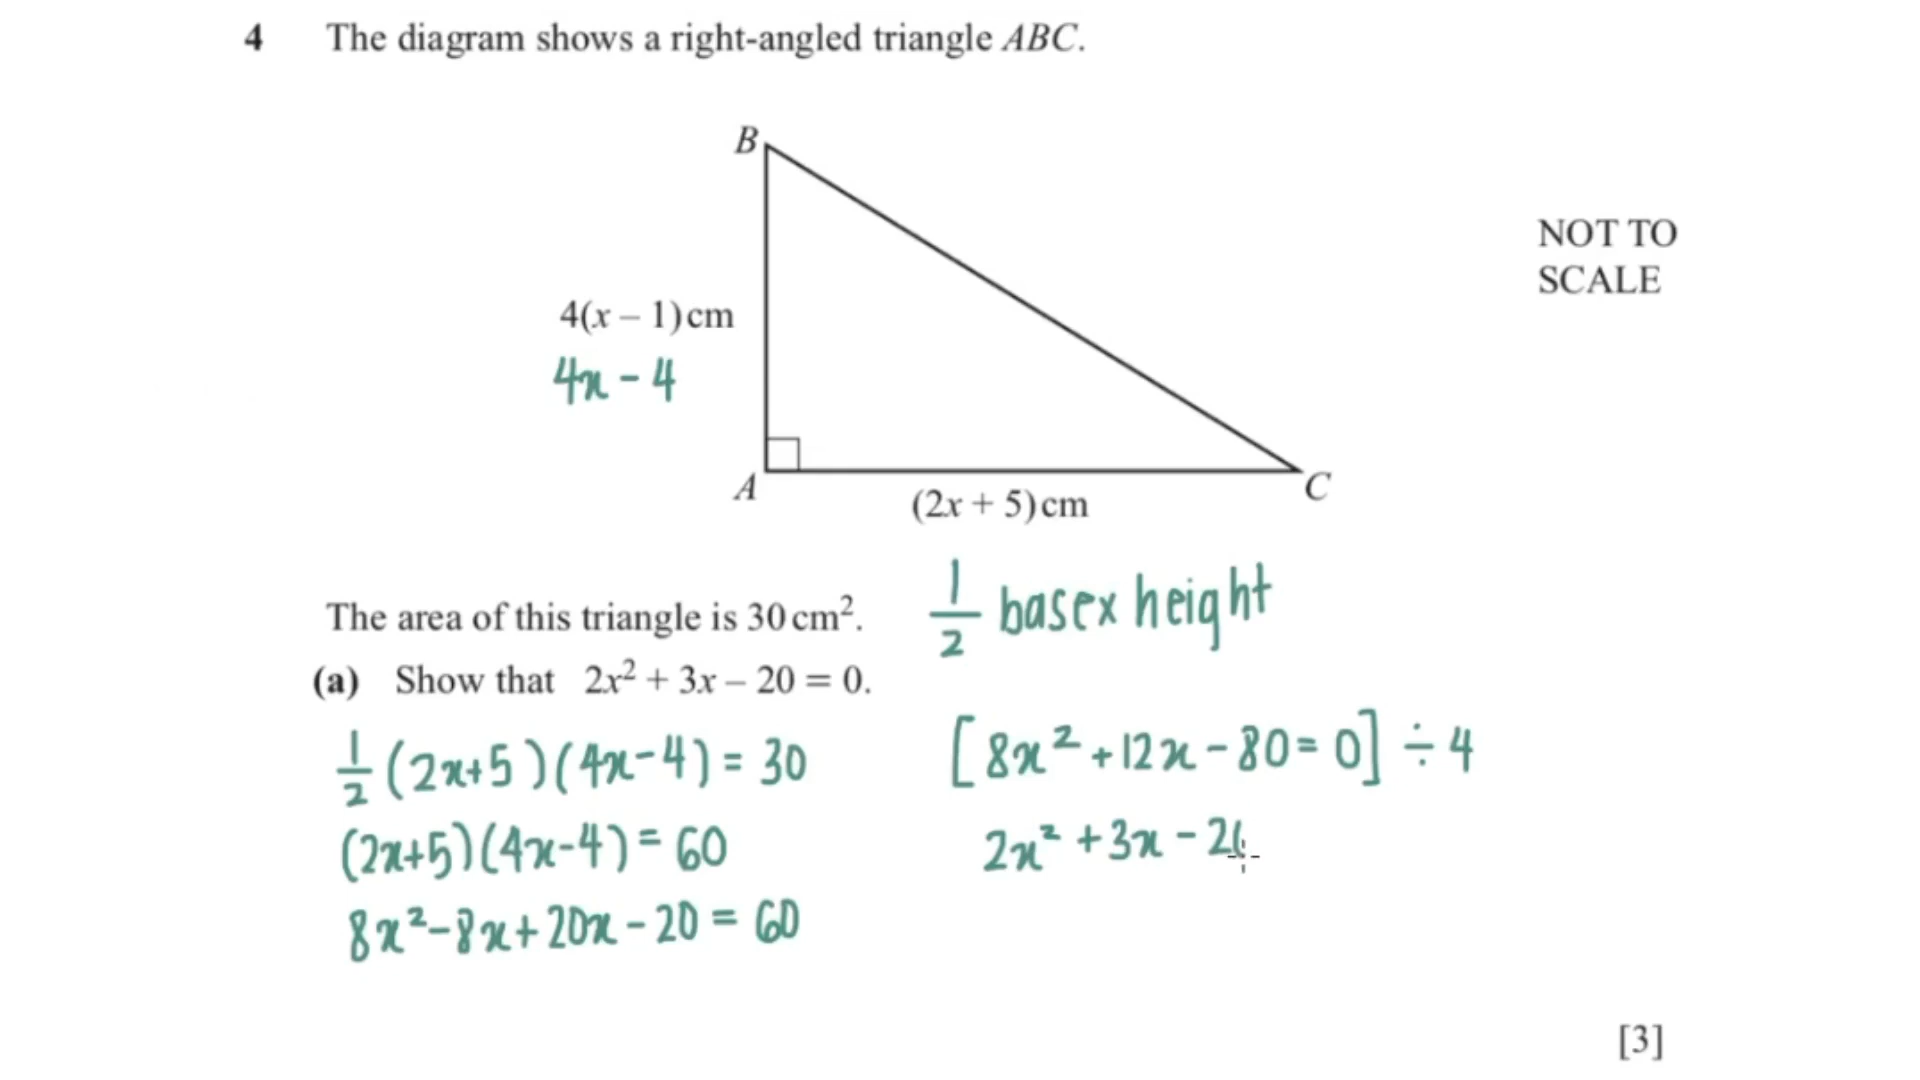 4 The diagram shows a right-angled triangle ABC.
B
NOT TO
SCALE
4(x – 1) cm
4x - 4
A
C
(2x + 5) cm
1/2 base x height
The area of this triangle is 30 cm².
(a) Show that 2x² + 3x – 20 = 0.
1/2 (2x+5)(4x-4) = 30
(2x+5)(4x-4) = 60
8x² - 8x + 20x - 20 = 60
[8x² + 12x - 80 = 0] ÷ 4
2x² + 3x - 2
[3]